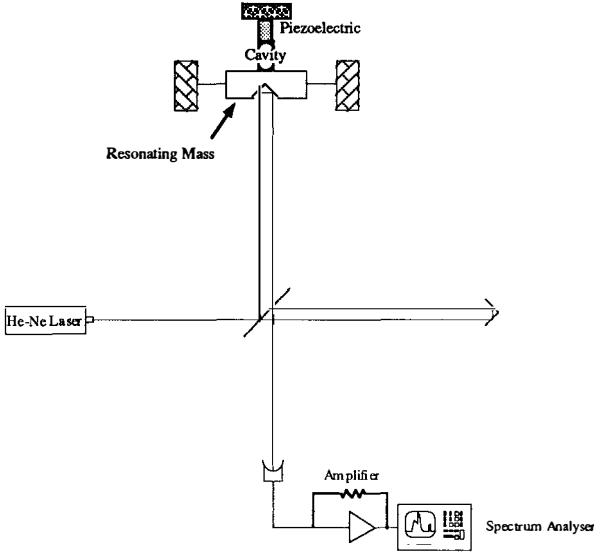 Piezoelectric
Cavity
Resonating Mass
He-Ne Laser
Amplifier
Spectrum Analyser